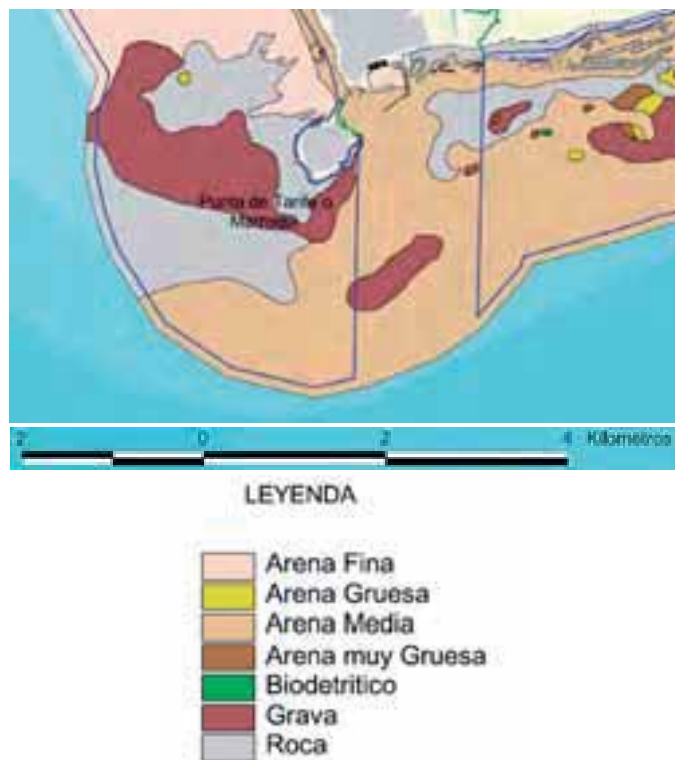 Punta de Tarifa o
Marroquí
2 0 2 4 Kilómetros
LEYENDA
Arena Fina
Arena Gruesa
Arena Media
Arena muy Gruesa
Biodetritico
Grava
Roca